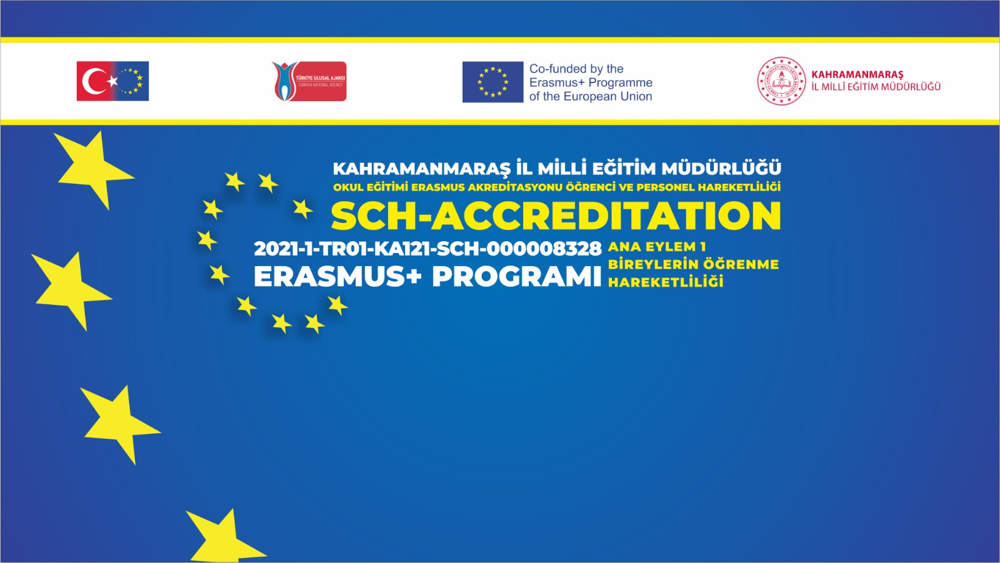 TÜRKİYE ULUSAL AJANSI
TURKISH NATIONAL AGENCY
Co-funded by the
Erasmus+ Programme
of the European Union
KAHRAMANMARAŞ
İL MİLLÎ EĞİTİM MÜDÜRLÜĞÜ
KAHRAMANMARAŞ İL MİLLİ EĞİTİM MÜDÜRLÜĞÜ
OKUL EĞİTİMİ ERASMUS AKREDİTASYONU ÖĞRENCİ VE PERSONEL HAREKETLİLİĞİ
SCH-ACCREDITATION
2021-1-TR01-KA121-SCH-000008328
ERASMUS+ PROGRAMI
ANA EYLEM 1
BİREYLERİN ÖĞRENME
HAREKETLİLİĞİ